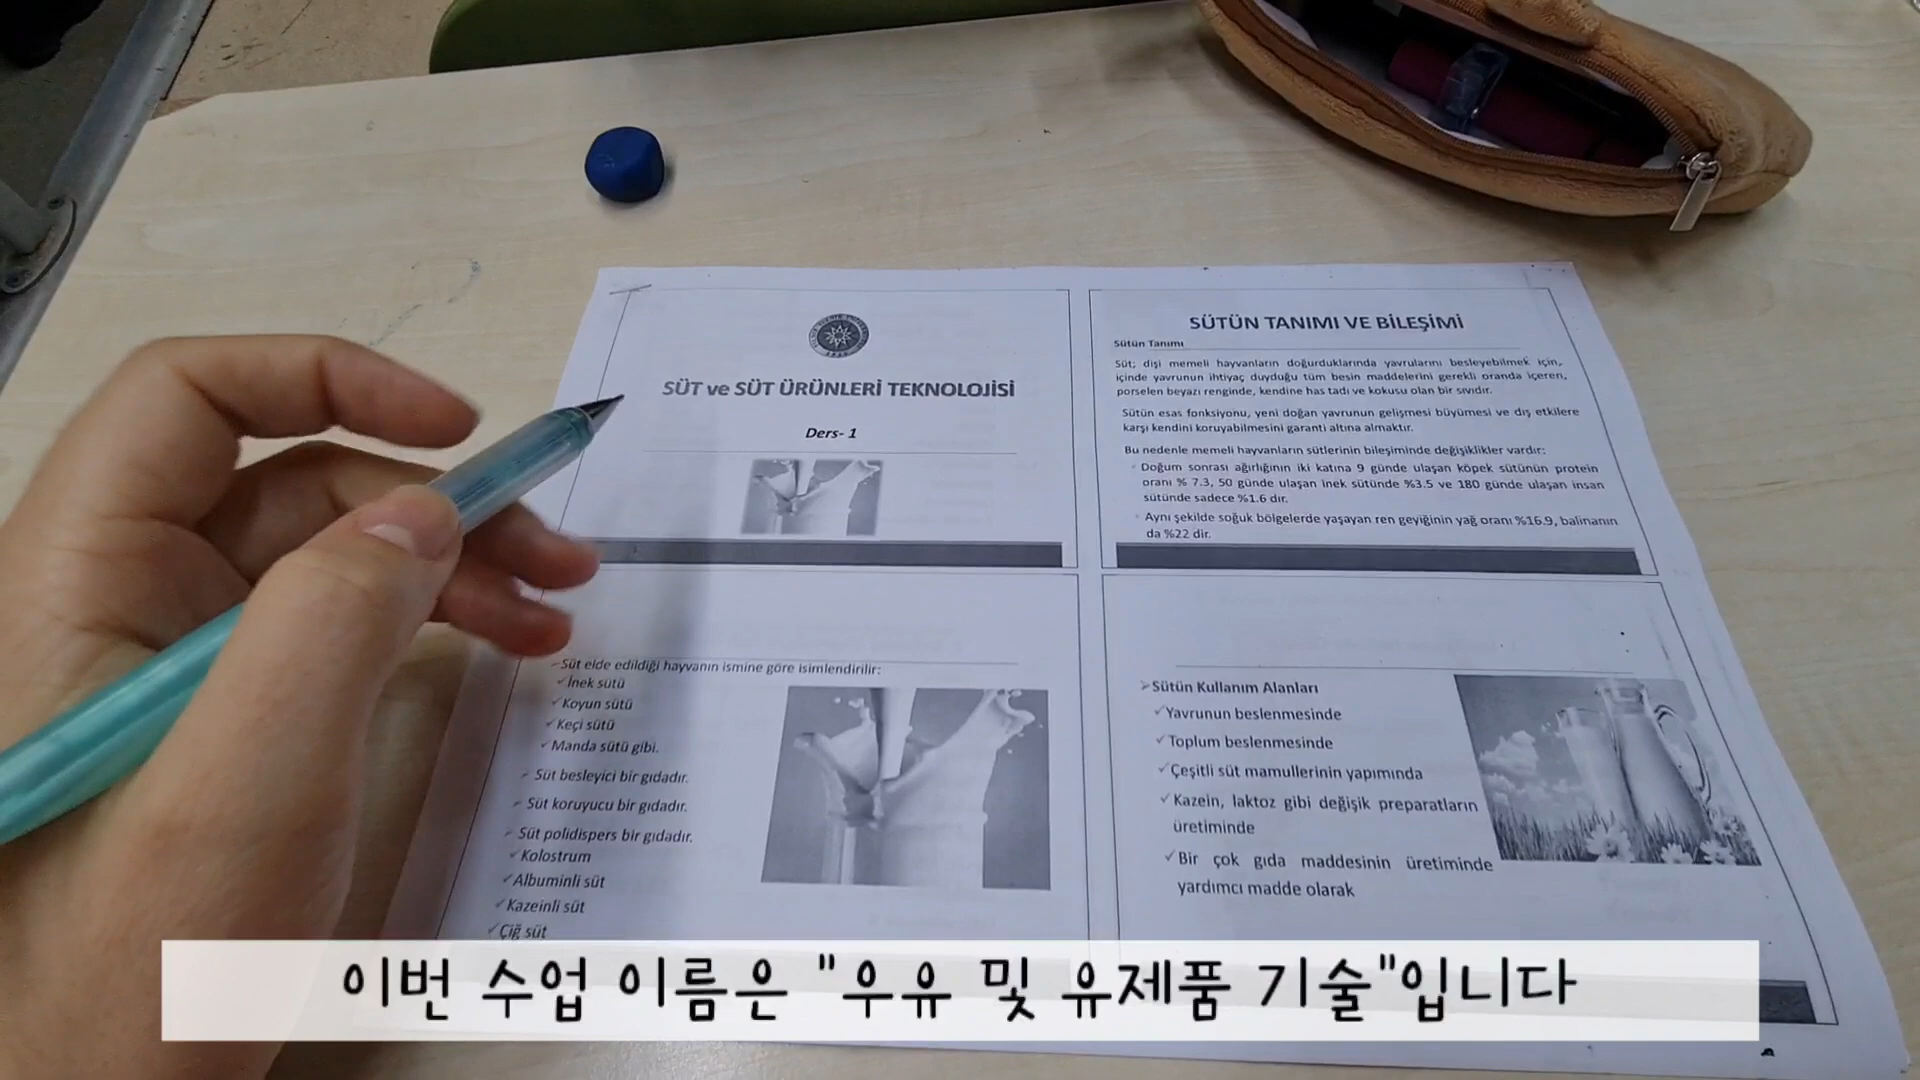 SÜT ve SÜT ÜRÜNLERİ TEKNOLOJİSİ
Ders- 1
SÜTÜN TANIMI VE BİLEŞİMİ
Sütün Tanımı
Süt; dişi memeli hayvanların doğurduklarında yavrularını besleyebilmek için,
içinde yavrunun ihtiyaç duyduğu tüm besin maddelerini gerekli oranda içeren,
porselen beyazı renginde, kendine has tadı ve kokusu olan bir sıvıdır.
Sütün esas fonksiyonu, yeni doğan yavrunun gelişmesi büyümesi ve dış etkilere
karşı kendini koruyabilmesini garanti altına almaktır.
Bu nedenle memeli hayvanların sütlerinin bileşiminde değişiklikler vardır:
Doğum sonrası ağırlığının iki katına 9 günde ulaşan köpek sütünün protein
oranı % 7.3, 50 günde ulaşan inek sütünde %3.5 ve 180 günde ulaşan insan
sütünde sadece %1.6 dır.
Aynı şekilde soğuk bölgelerde yaşayan ren geyiğinin yağ oranı %16.9, balinanın
da %22 dir.
Süt elde edildiği hayvanın ismine göre isimlendirilir:
İnek sütü
Koyun sütü
Keçi sütü
Manda sütü gibi.
Süt besleyici bir gıdadır.
Süt koruyucu bir gıdadır.
Süt polidispers bir gıdadır.
Kolostrum
Albuminli süt
Kazeinli süt
Çiğ süt
Sütün Kullanım Alanları
Yavrunun beslenmesinde
Toplum beslenmesinde
Çeşitli süt mamullerinin yapımında
Kazein, laktoz gibi değişik preparatların
üretiminde
Bir çok gıda maddesinin üretiminde
yardımcı madde olarak
이번 수업 이름은 "우유 및 유제품 기술"입니다